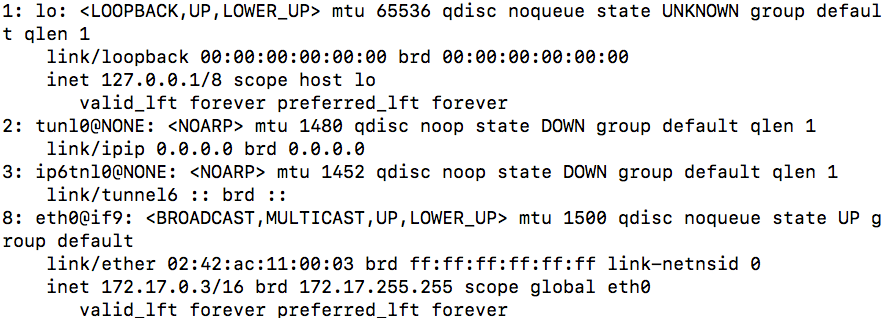 1: lo: <LOOPBACK,UP,LOWER_UP> mtu 65536 qdisc noqueue state UNKNOWN group defaul
t qlen 1
    link/loopback 00:00:00:00:00:00 brd 00:00:00:00:00:00
    inet 127.0.0.1/8 scope host lo
       valid_lft forever preferred_lft forever
2: tunl0@NONE: <NOARP> mtu 1480 qdisc noop state DOWN group default qlen 1
    link/ipip 0.0.0.0 brd 0.0.0.0
3: ip6tnl0@NONE: <NOARP> mtu 1452 qdisc noop state DOWN group default qlen 1
    link/tunnel6 :: brd ::
8: eth0@if9: <BROADCAST,MULTICAST,UP,LOWER_UP> mtu 1500 qdisc noqueue state UP g
roup default
    link/ether 02:42:ac:11:00:03 brd ff:ff:ff:ff:ff:ff link-netnsid 0
    inet 172.17.0.3/16 brd 172.17.255.255 scope global eth0
       valid_lft forever preferred_lft forever